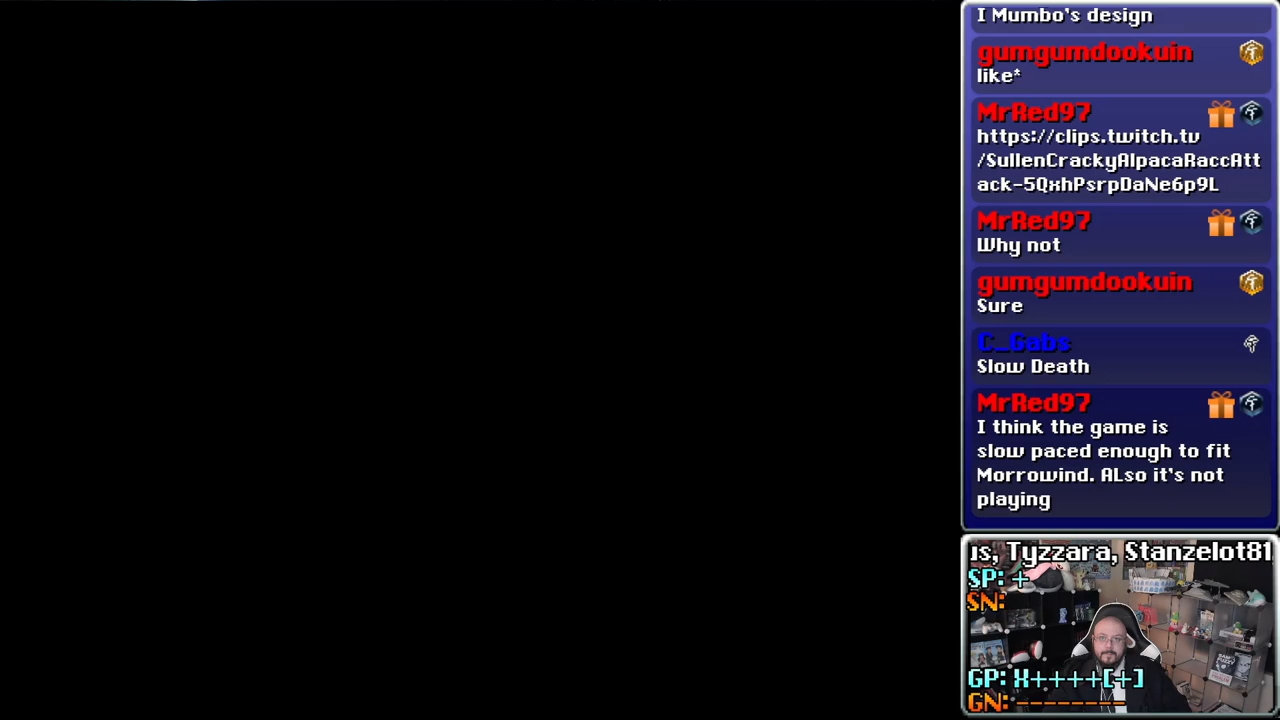 I Mumbo's design
gumgumdookuin
like*
MrRed97
https://clips.twitch.tv
/SullenCrackyAlpacaRaccAtt
ack-5QxhPsrpDaNe6p9L
MrRed97
Why not
gumgumdookuin
Sure
C_Gabs
Slow Death
MrRed97
I think the game is
slow paced enough to fit
Morrowind. ALso it's not
playing
us, Tyzzara, Stanzelot81
SP: +
SN:
GP: X++++[+]
GN: --------